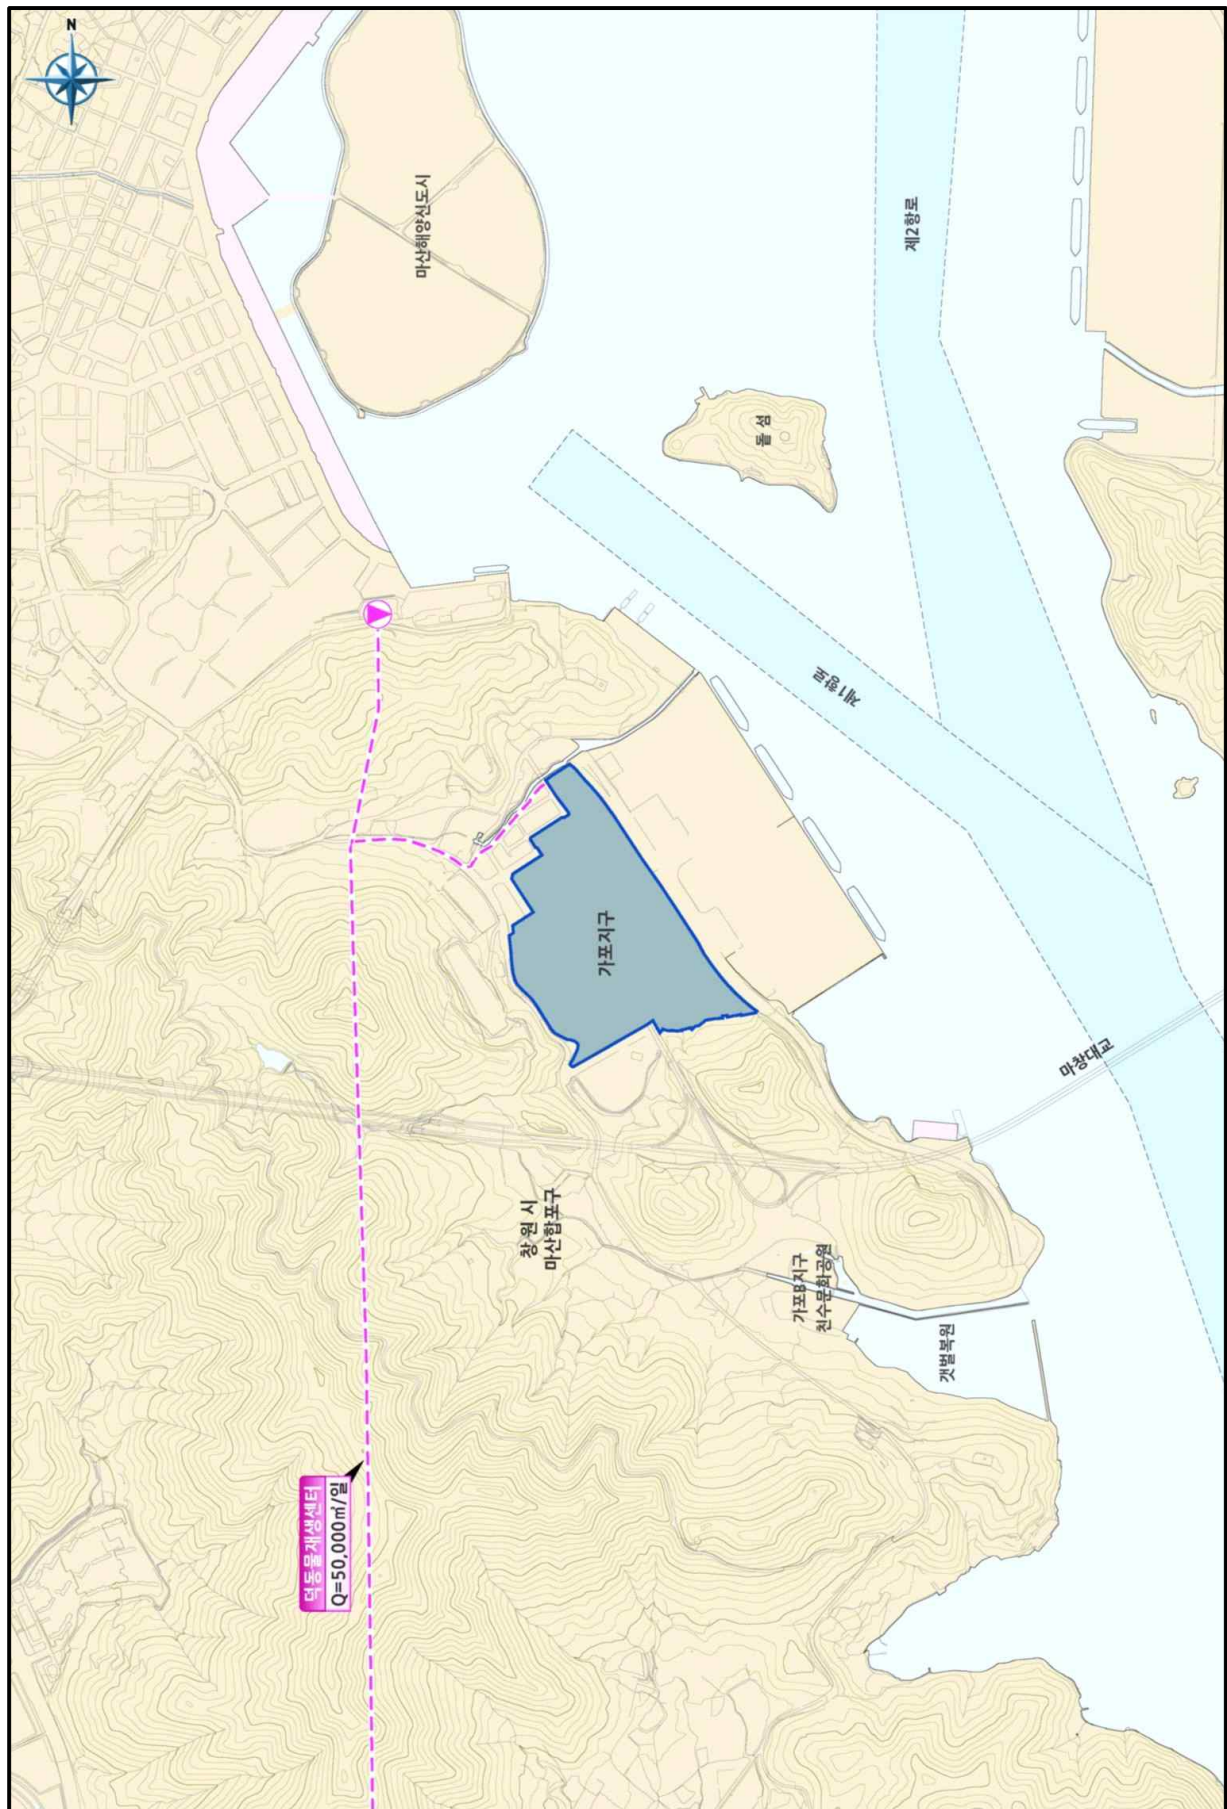 N
마산해양신도시
제2항로
돝섬
제1항로
가포지구
마창대교
창원시
마산합포구
가포B지구
친수문화공원
갯벌복원
덕동물재생센터
Q=50,000㎥/일